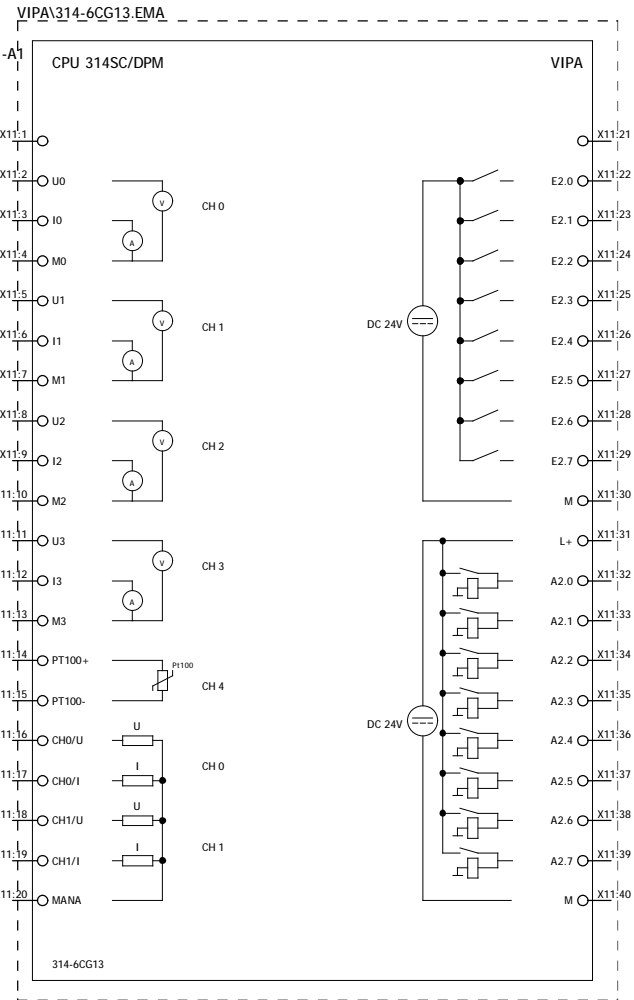 VIPA\314-6CG13.EMA
-A1
CPU 314SC/DPM
VIPA
X11:1
X11:21
X11:2 U0
E2.0 X11:22
X11:3 I0
CH 0
E2.1 X11:23
X11:4 M0
E2.2 X11:24
X11:5 U1
E2.3 X11:25
X11:6 I1
CH 1
DC 24V
E2.4 X11:26
X11:7 M1
E2.5 X11:27
X11:8 U2
E2.6 X11:28
X11:9 I2
CH 2
E2.7 X11:29
11:10 M2
M X11:30
11:11 U3
L+ X11:31
11:12 I3
CH 3
A2.0 X11:32
11:13 M3
A2.1 X11:33
11:14 PT100+
Pt100
A2.2 X11:34
CH 4
11:15 PT100-
A2.3 X11:35
DC 24V
11:16 CH0/U
U
A2.4 X11:36
CH 0
11:17 CH0/I
I
A2.5 X11:37
11:18 CH1/U
U
A2.6 X11:38
CH 1
11:19 CH1/I
I
A2.7 X11:39
11:20 MANA
M X11:40
V
A
V
A
V
A
V
A
314-6CG13